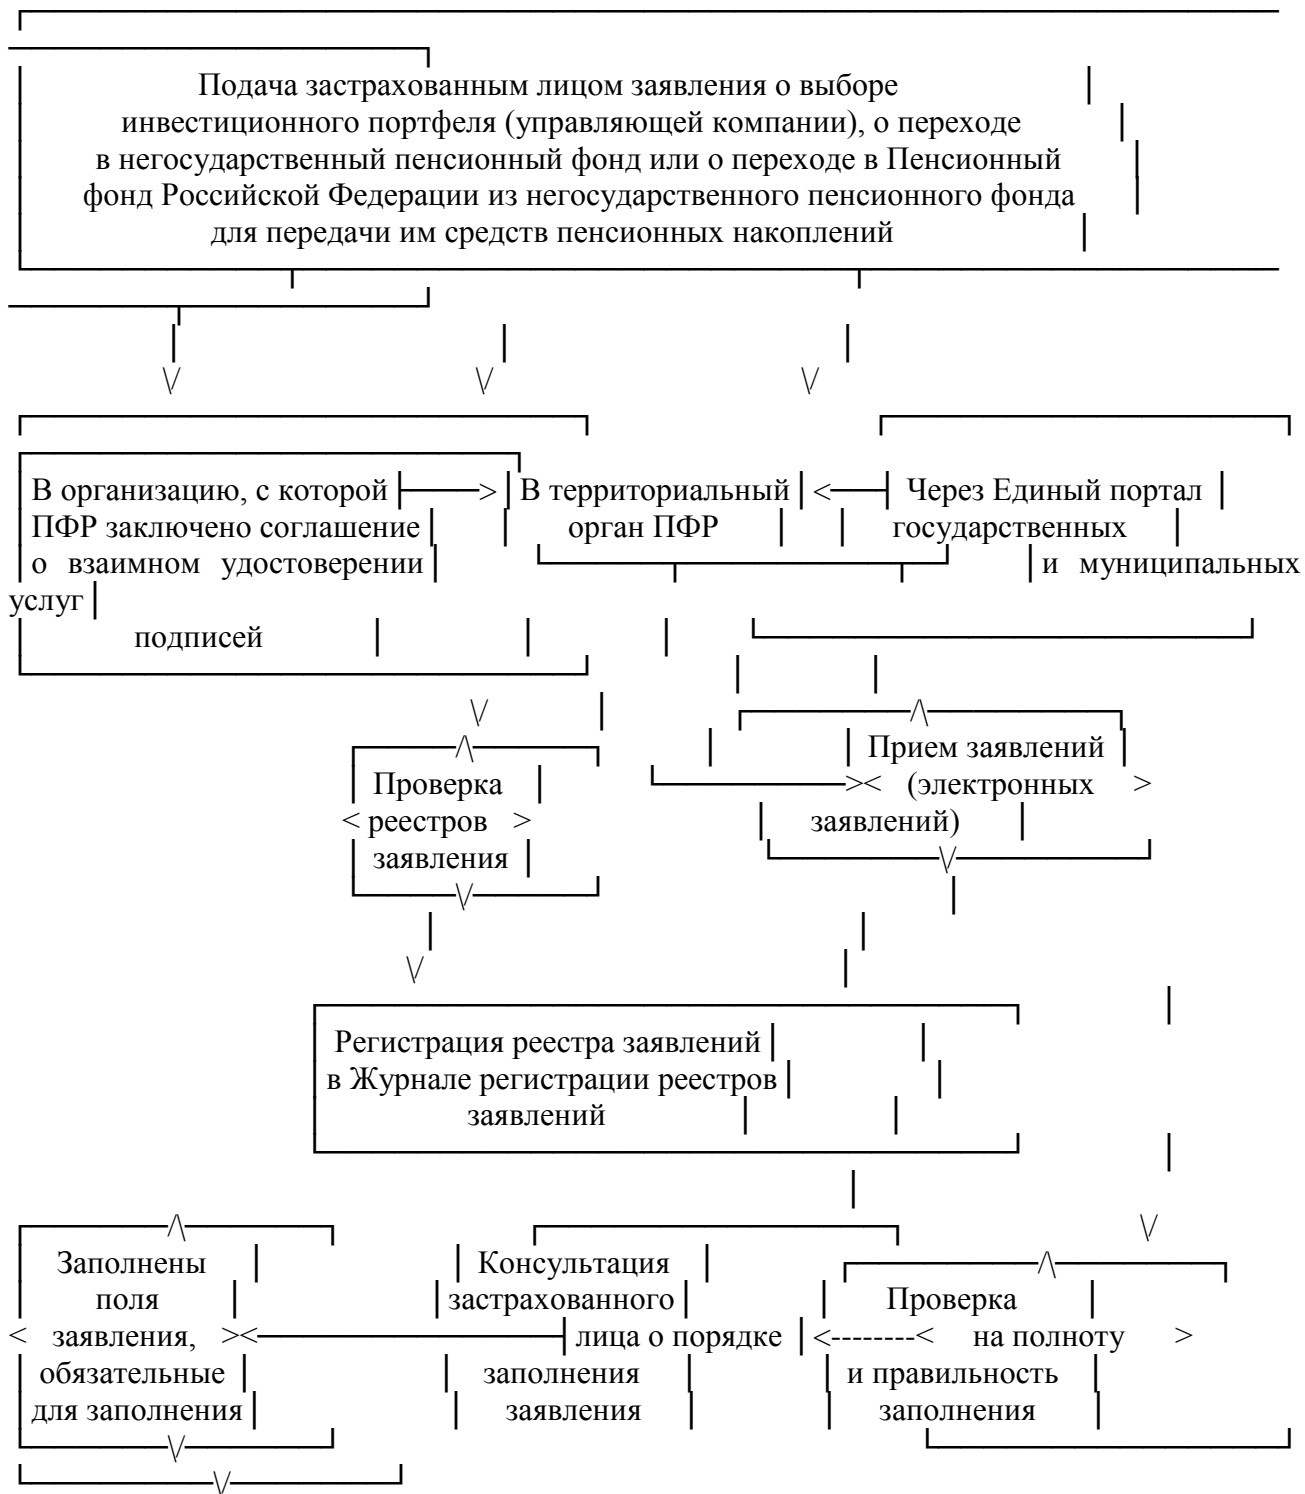 Подача застрахованным лицом заявления о выборе
инвестиционного портфеля (управляющей компании), о переходе
в негосударственный пенсионный фонд или о переходе в Пенсионный
фонд Российской Федерации из негосударственного пенсионного фонда
для передачи им средств пенсионных накоплений
В организацию, с которой
ПФР заключено соглашение
о взаимном удостоверении
подписей
В территориальный
орган ПФР
Через Единый портал
государственных
и муниципальных
услуг
Проверка
реестров
заявления
Прием заявлений
(электронных
заявлений)
Регистрация реестра заявлений
в Журнале регистрации реестров
заявлений
Заполнены
поля
заявления,
обязательные
для заполнения
Консультация
застрахованного
лица о порядке
заполнения
заявления
Проверка
на полноту
и правильность
заполнения